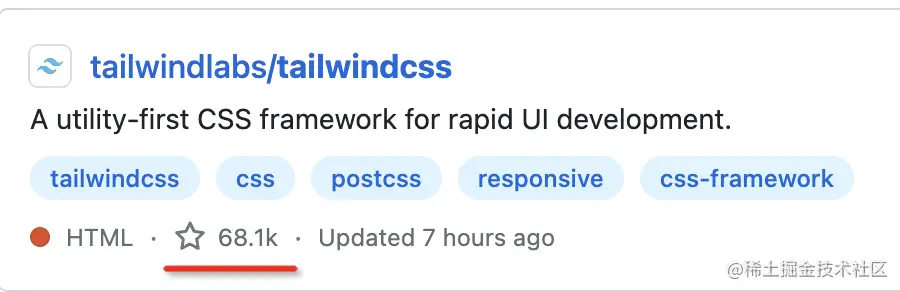 tailwindlabs/tailwindcss
A utility-first CSS framework for rapid UI development.
tailwindcss css postcss responsive css-framework
HTML · 68.1k · Updated 7 hours ago
@稀土掘金技术社区